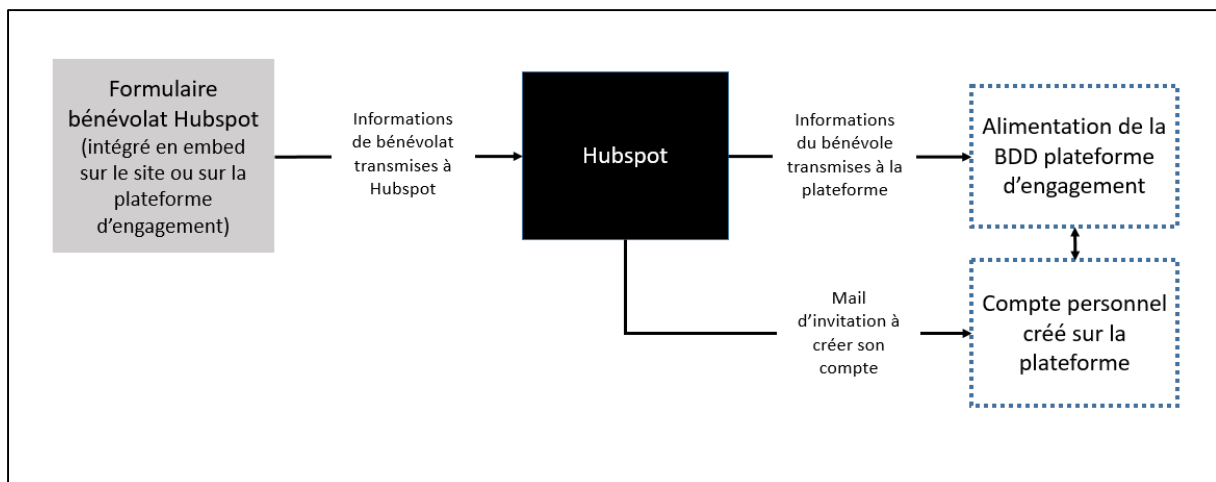 Formulaire
bénévolat Hubspot
(intégré en embed
sur le site ou sur la
plateforme
d’engagement)
Informations
de bénévolat
transmises à
Hubspot
Hubspot
Informations
du bénévole
transmises à la
plateforme
Alimentation de la
BDD plateforme
d’engagement
Mail
d’invitation à
créer son
compte
Compte personnel
créé sur la
plateforme